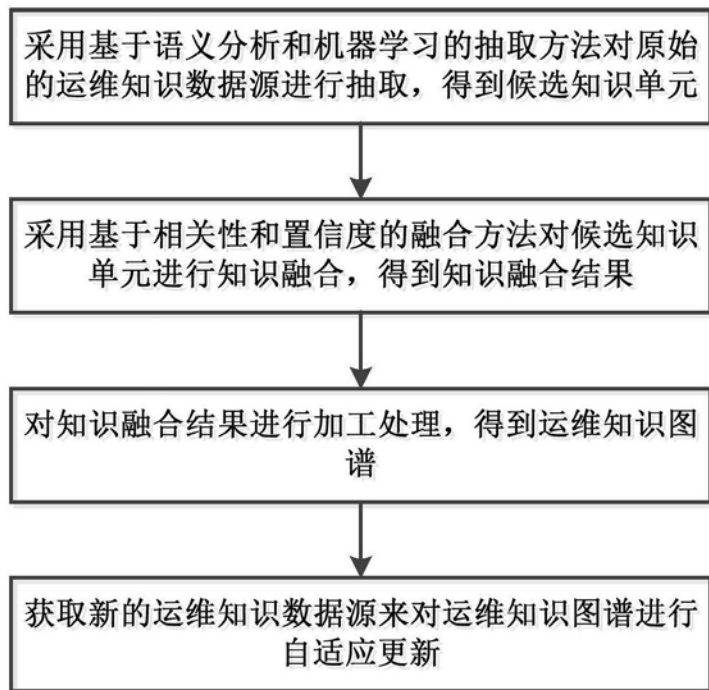 采用基于语义分析和机器学习的抽取方法对原始
的运维知识数据源进行抽取，得到候选知识单元
采用基于相关性和置信度的融合方法对候选知识
单元进行知识融合，得到知识融合结果
对知识融合结果进行加工处理，得到运维知识图
谱
获取新的运维知识数据源来对运维知识图谱进行
自适应更新